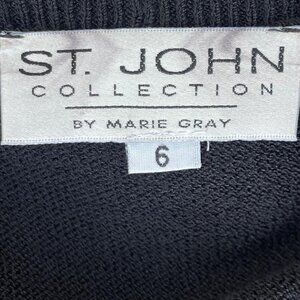 ST. JOHN
COLLECTION
BY MARIE GRAY
6